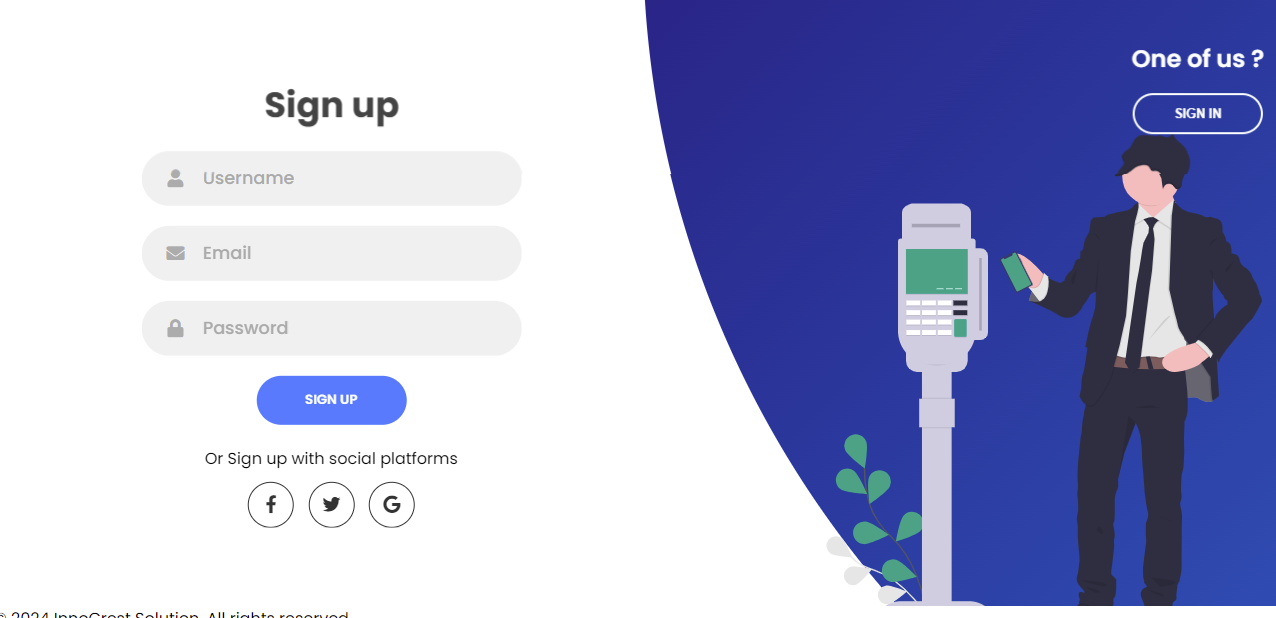 One of us ?
SIGN IN
Sign up
Username
Email
Password
SIGN UP
Or Sign up with social platforms
© 2024 InnoCrest Solution. All rights reserved